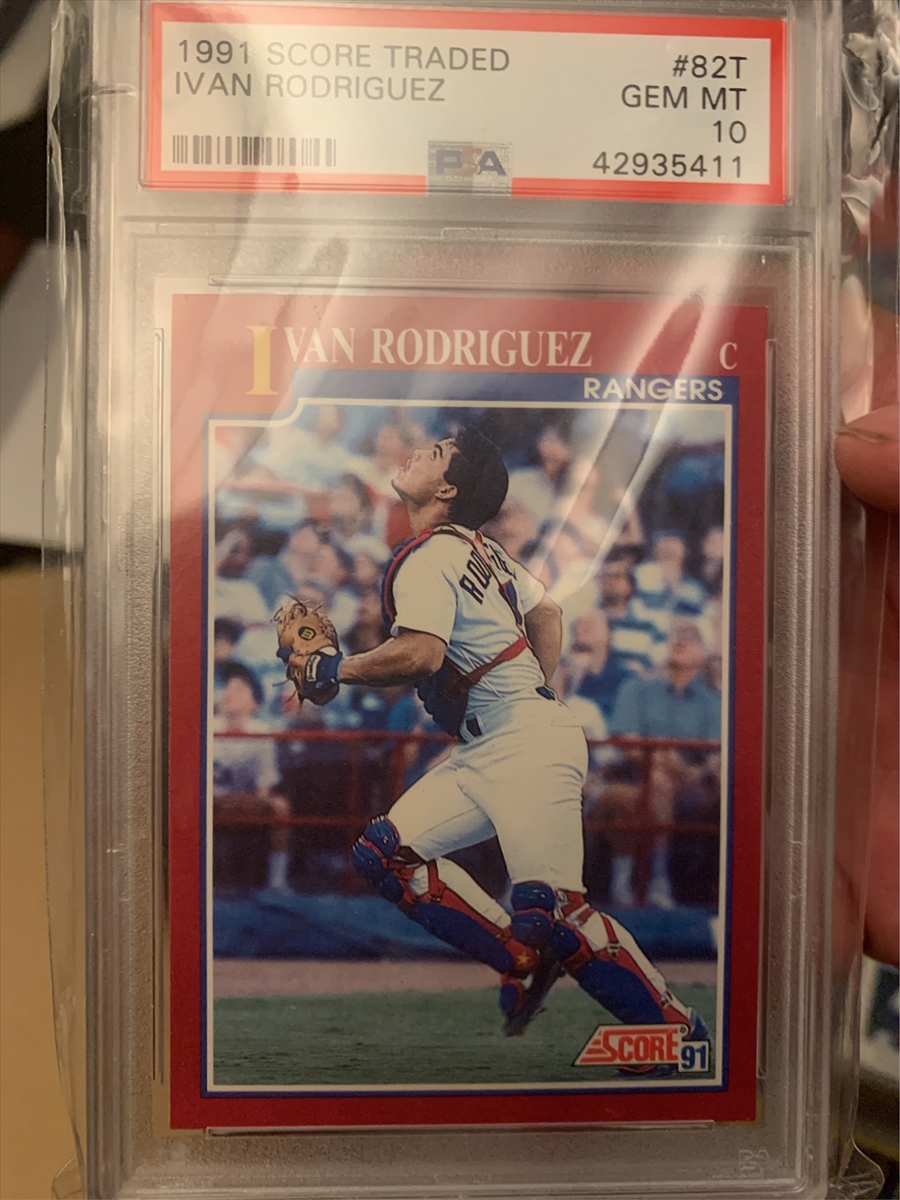 1991 SCORE TRADED
#82T
IVAN RODRIGUEZ
GEM MT
10
PSA
42935411
IVAN RODRIGUEZ
C
RANGERS
SCORE
91